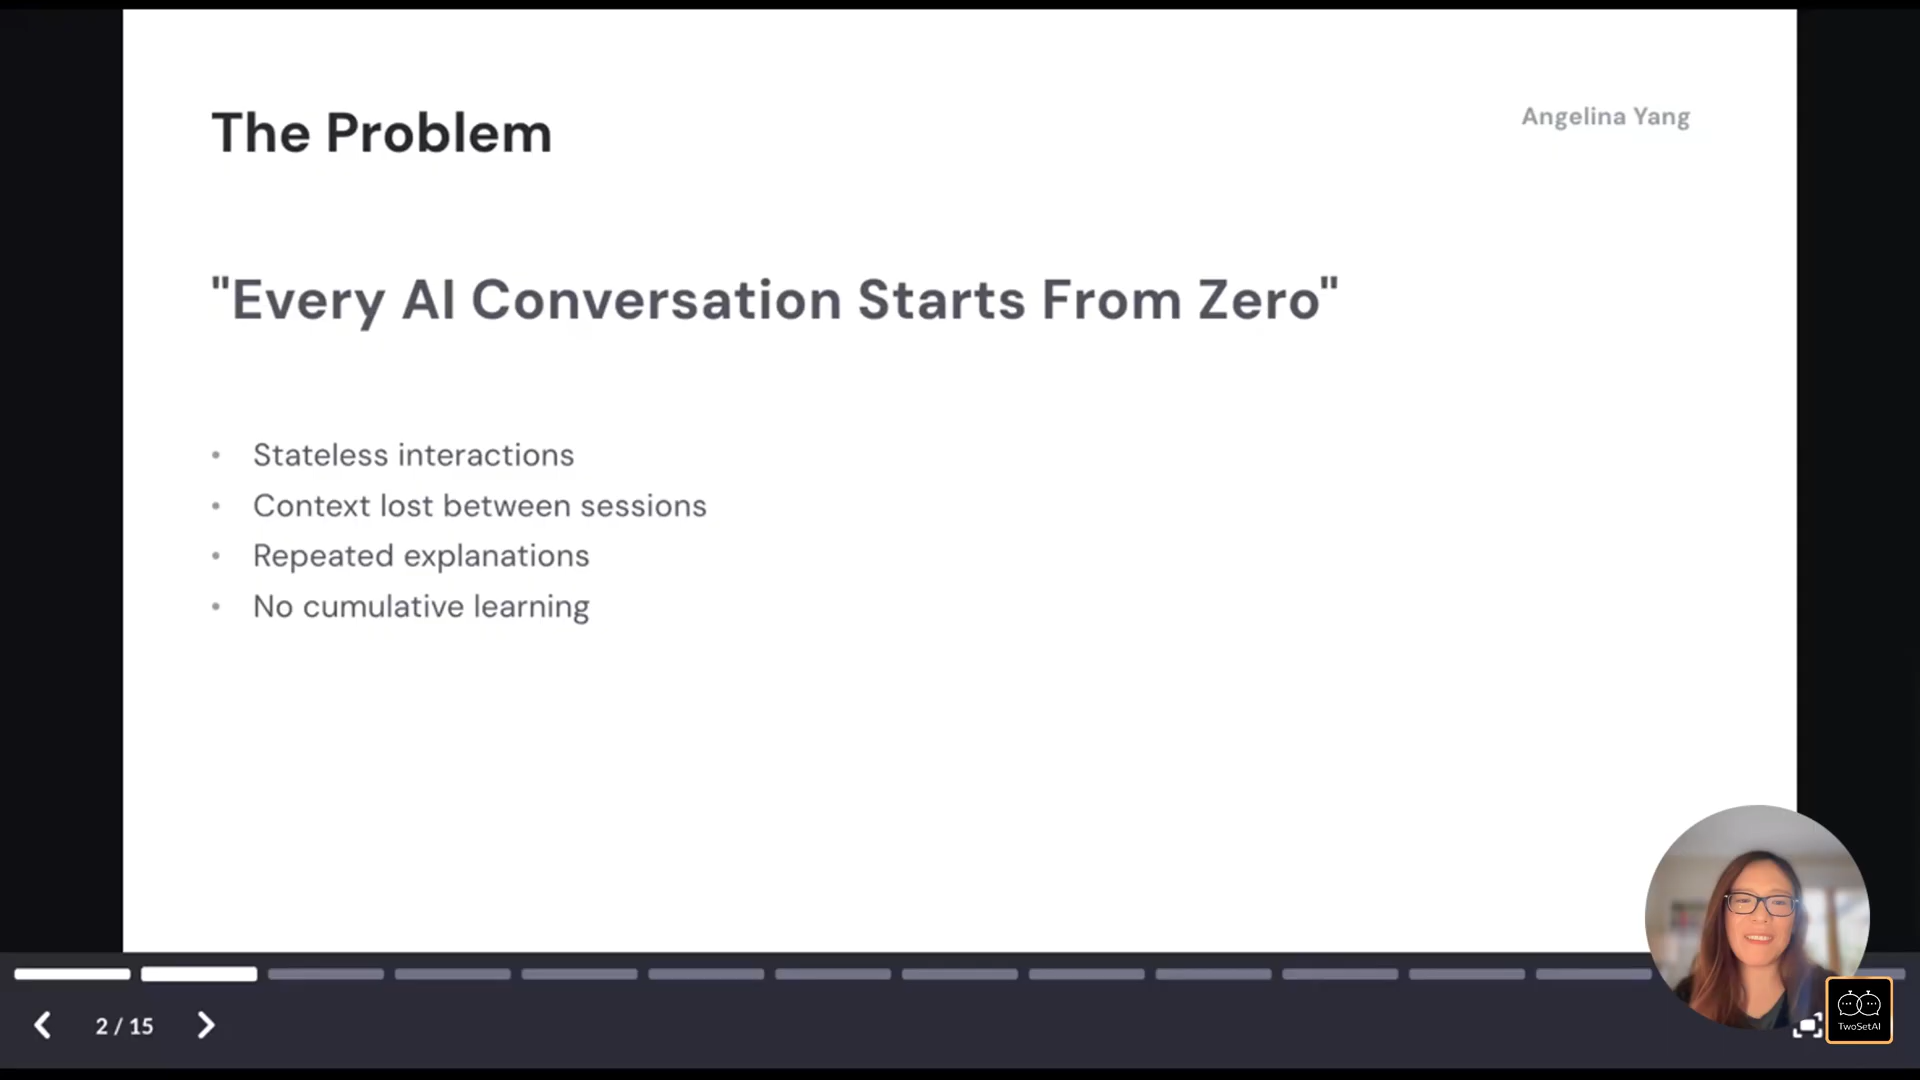 The Problem
Angelina Yang
"Every AI Conversation Starts From Zero"
• Stateless interactions
• Context lost between sessions
• Repeated explanations
• No cumulative learning
2 / 15
TwoSetAI